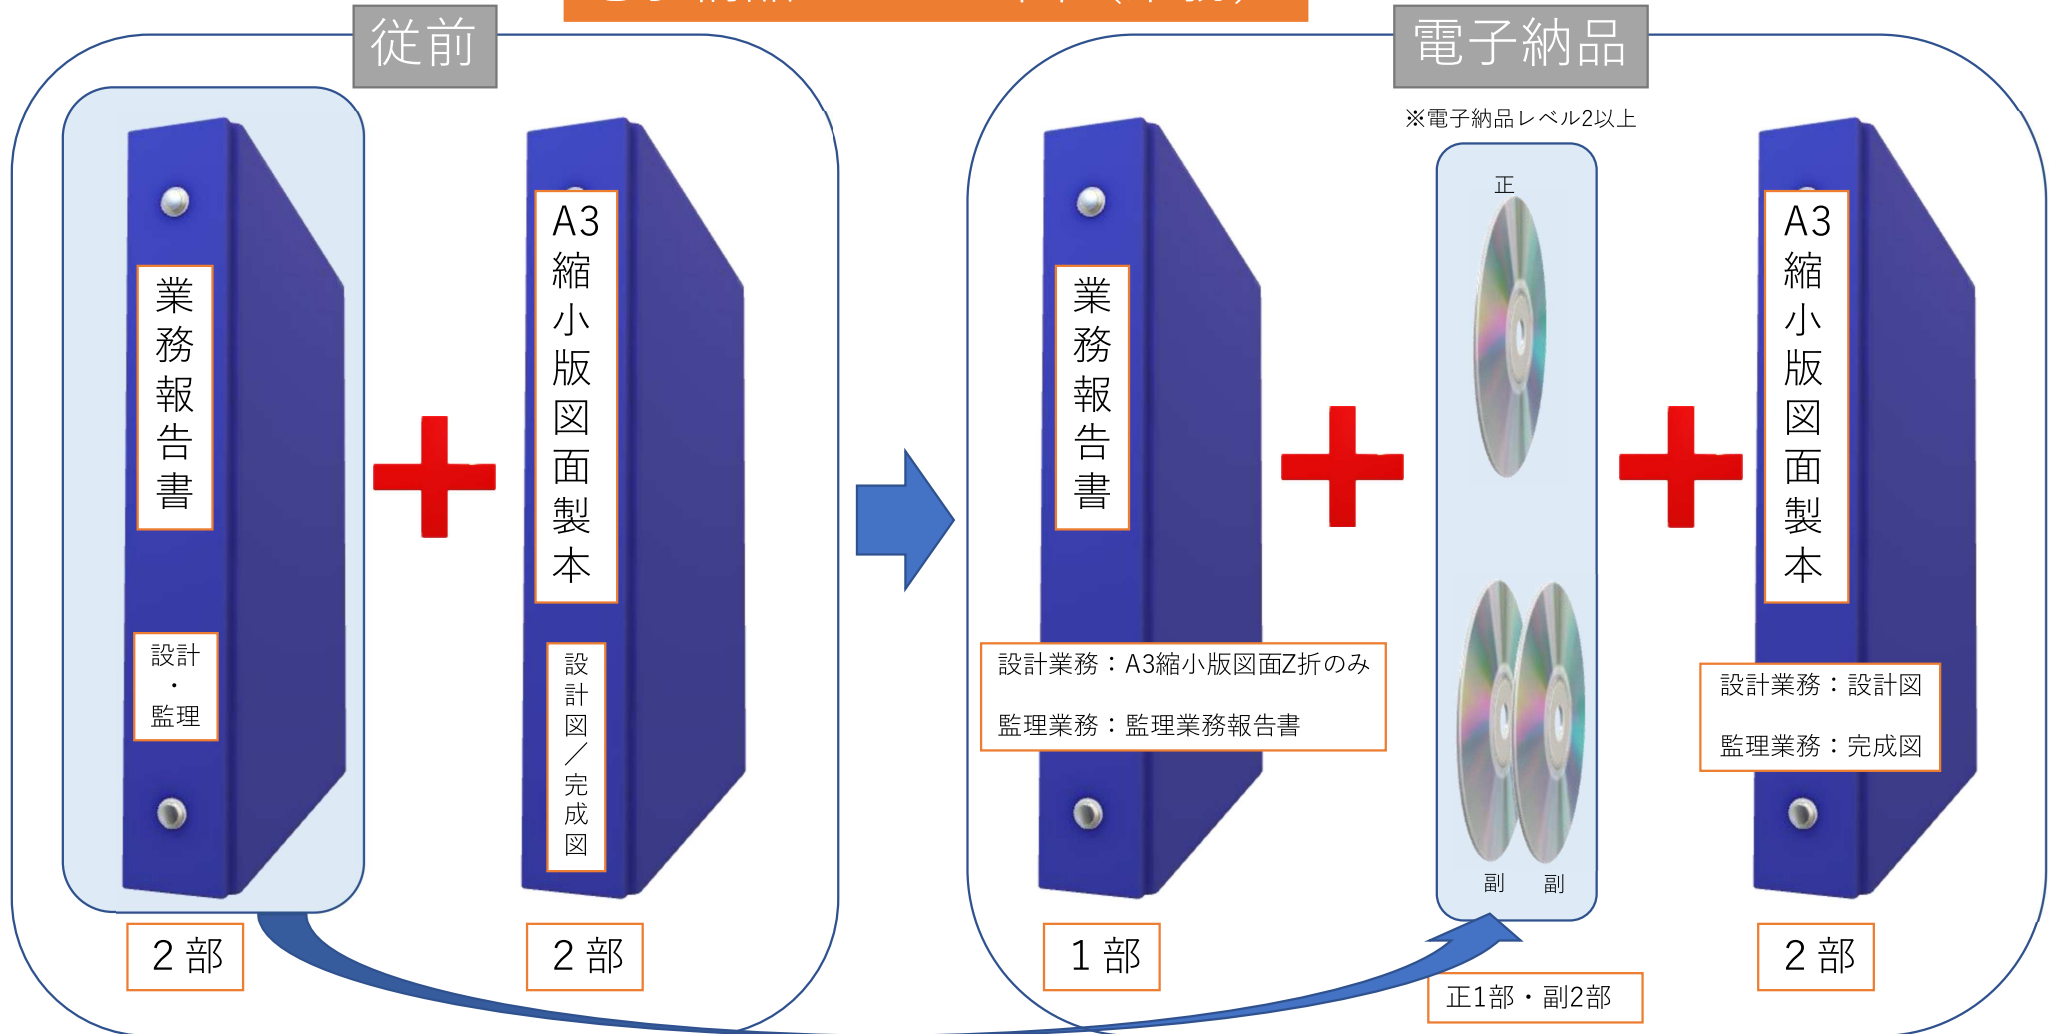 従前
業務報告書
設計
・
監理
2部
A3縮小版図面製本
設計図／完成図
2部
電子納品
※電子納品レベル2以上
業務報告書
設計業務：A3縮小版図面Z折のみ
監理業務：監理業務報告書
1部
正
副 副
正1部・副2部
A3縮小版図面製本
設計業務：設計図
監理業務：完成図
2部